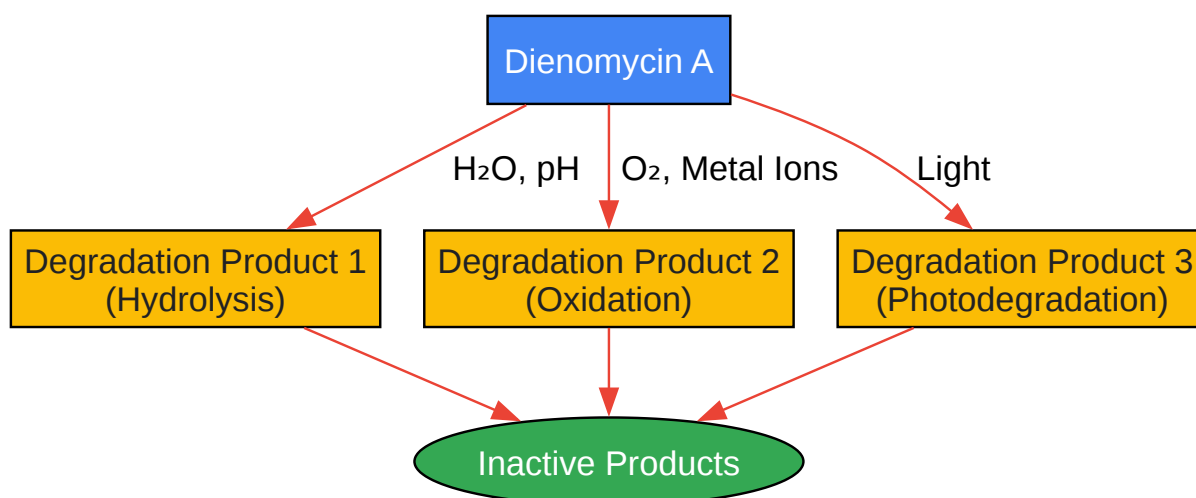 Dienomycin A
H₂O, pH
O₂, Metal Ions
Light
Degradation Product 1
(Hydrolysis)
Degradation Product 2
(Oxidation)
Degradation Product 3
(Photodegradation)
Inactive Products